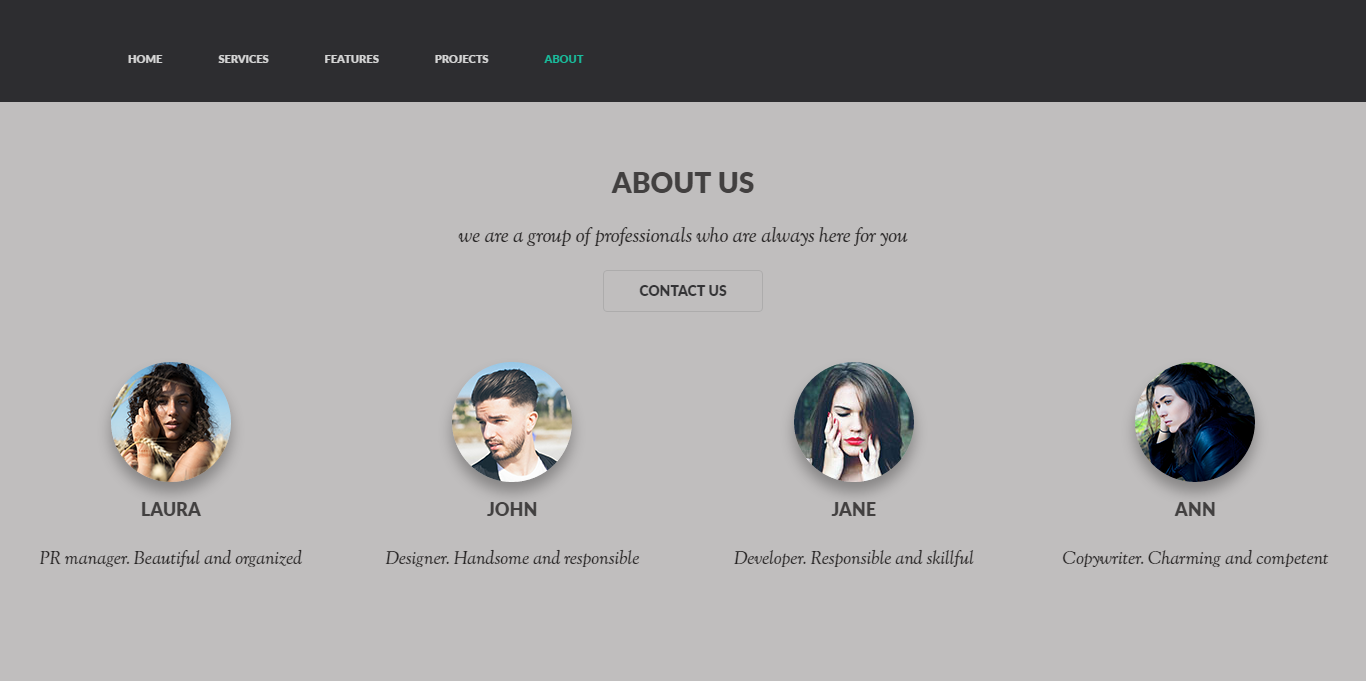 HOME SERVICES FEATURES PROJECTS ABOUT
ABOUT US
we are a group of professionals who are always here for you
CONTACT US
LAURA JOHN JANE ANN
PR manager. Beautiful and organized Designer. Handsome and responsible Developer. Responsible and skillful Copywriter. Charming and competent